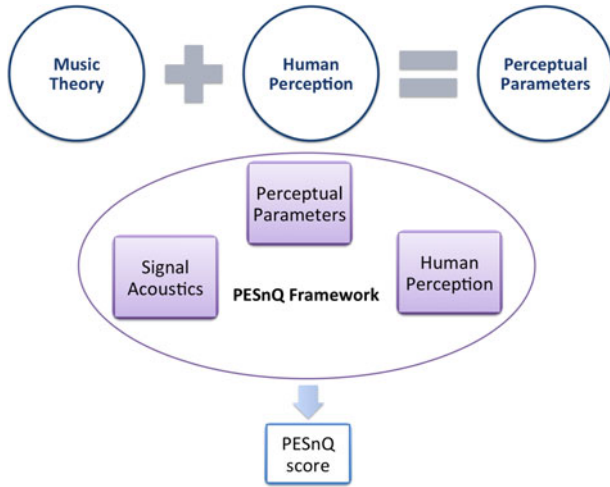 Music
Theory
Human
Perception
Perceptual
Parameters
Perceptual
Parameters
Signal
Acoustics
PESnQ Framework
Human
Perception
PESnQ
score